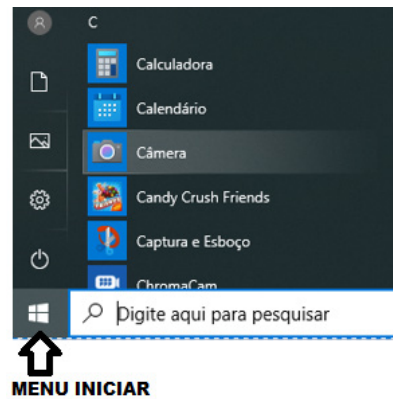 C
Calculadora
Calendário
Câmera
Candy Crush Friends
Captura e Esboço
ChromaCam
Digite aqui para pesquisar
MENU INICIAR